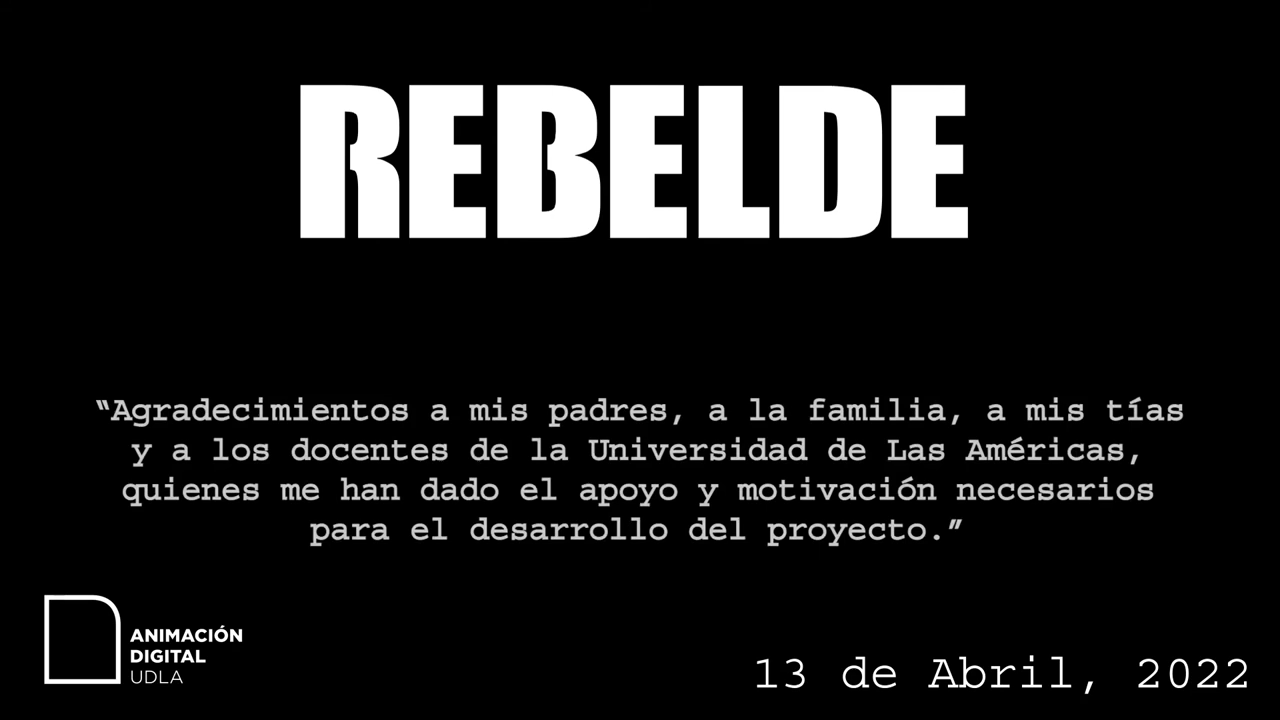 REBELDE
“Agradecimientos a mis padres, a la familia, a mis tías
y a los docentes de la Universidad de Las Américas,
quienes me han dado el apoyo y motivación necesarios
para el desarrollo del proyecto.”
ANIMACIÓN
DIGITAL
UDLA
13 de Abril, 2022